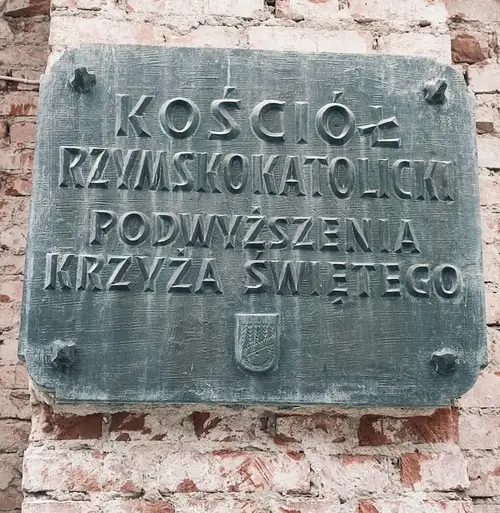 KOŚCIÓŁ
RZYMSKOKATOLICKI
PODWYŻSZENIA
KRZYŻA ŚWIĘTEGO